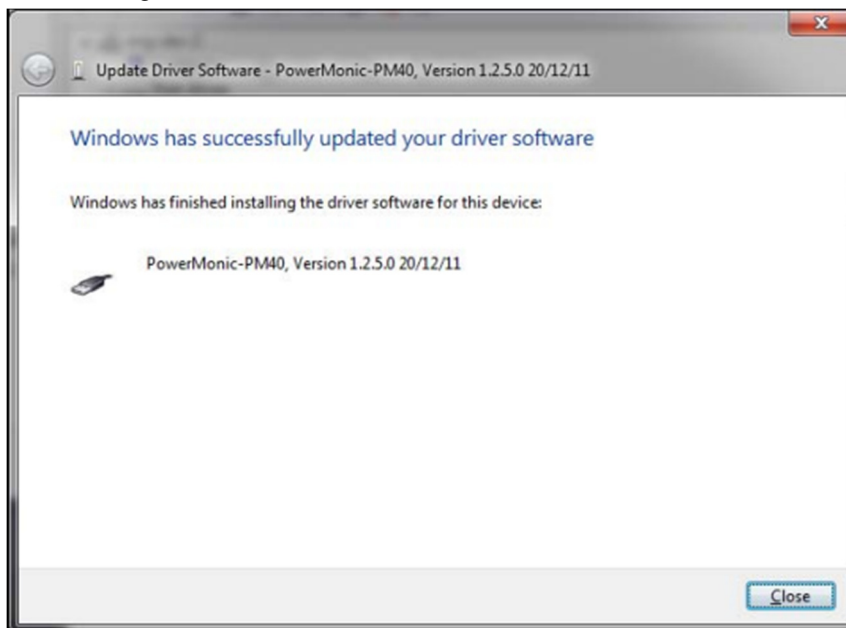 Update Driver Software - PowerMonic-PM40, Version 1.2.5.0 20/12/11
Windows has successfully updated your driver software
Windows has finished installing the driver software for this device:
PowerMonic-PM40, Version 1.2.5.0 20/12/11
Close